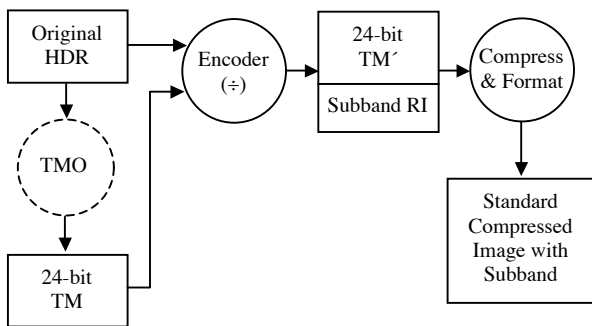 Original
HDR
TMO
24-bit
TM
Encoder
(÷)
24-bit
TM´
Subband RI
Compress
& Format
Standard
Compressed
Image with
Subband